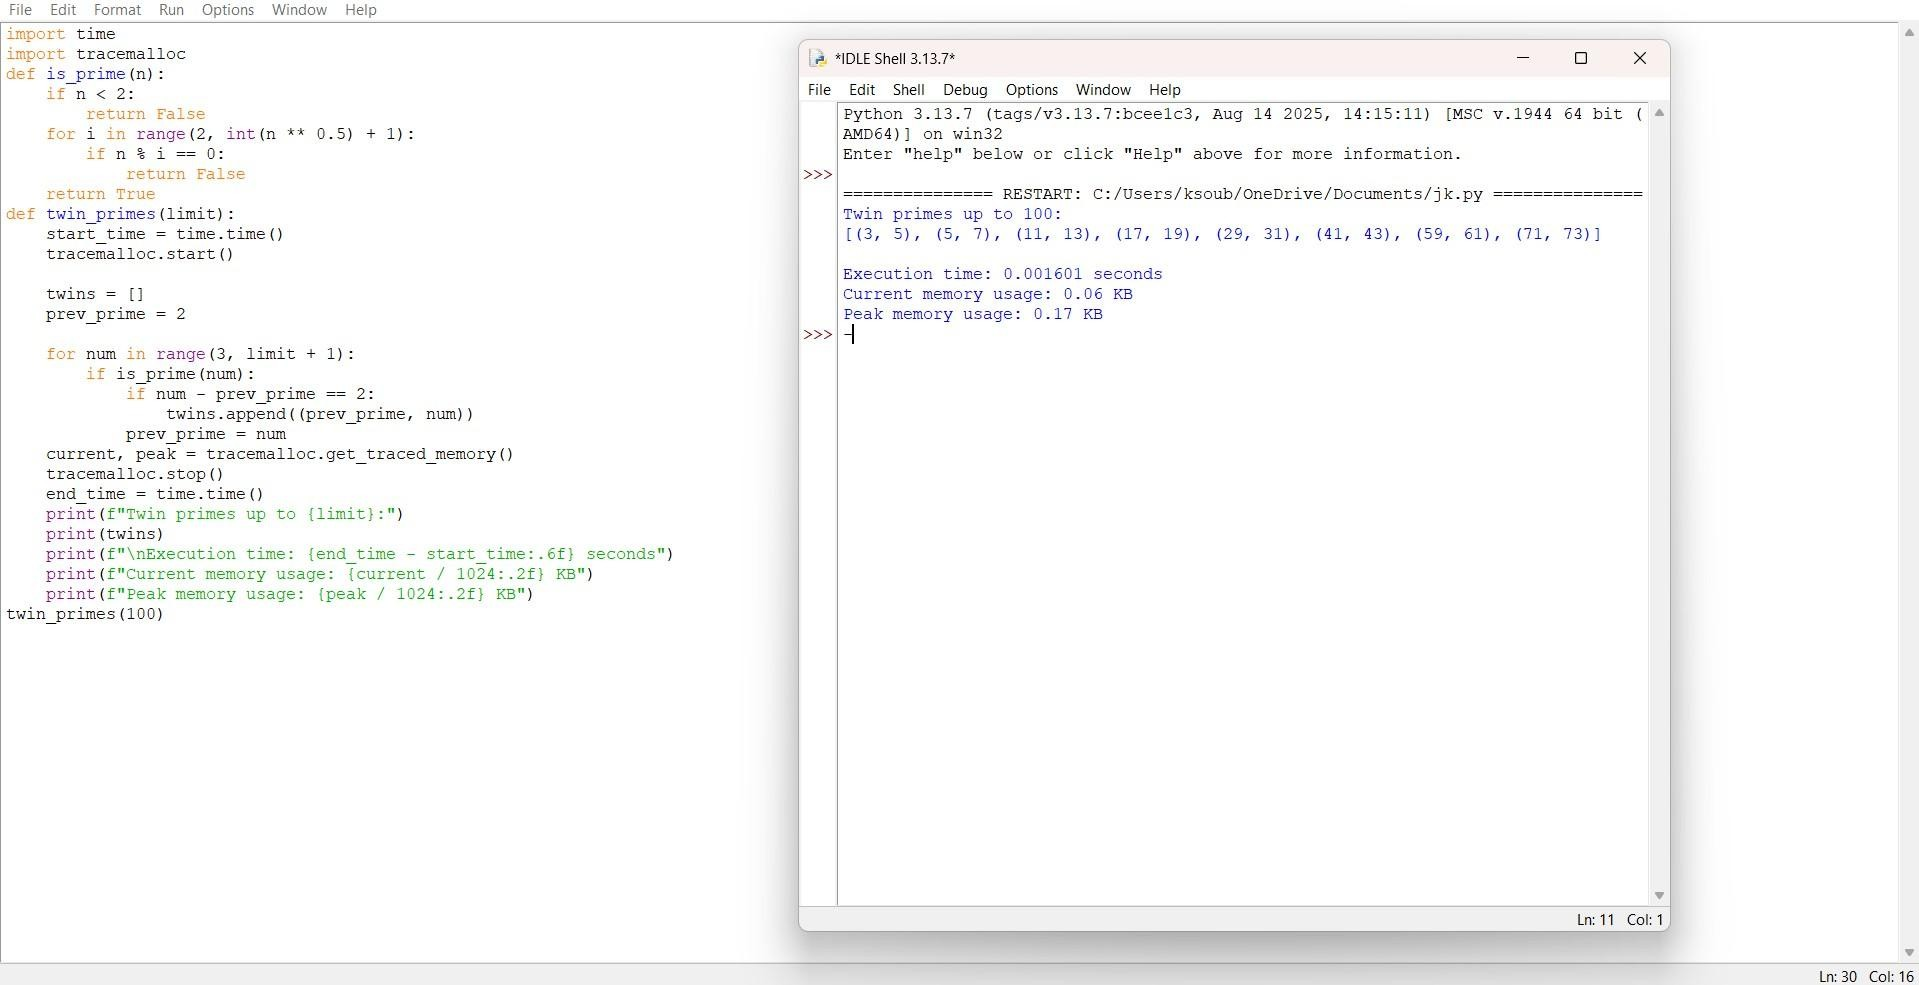 File Edit Format Run Options Window Help
import time
import tracemalloc
def is_prime(n):
    if n < 2:
        return False
    for i in range(2, int(n ** 0.5) + 1):
        if n % i == 0:
            return False
    return True
def twin_primes(limit):
    start_time = time.time()
    tracemalloc.start()

    twins = []
    prev_prime = 2

    for num in range(3, limit + 1):
        if is_prime(num):
            if num - prev_prime == 2:
                twins.append((prev_prime, num))
            prev_prime = num
    current, peak = tracemalloc.get_traced_memory()
    tracemalloc.stop()
    end_time = time.time()
    print(f"Twin primes up to {limit}:")
    print(twins)
    print(f"\nExecution time: {end_time - start_time:.6f} seconds")
    print(f"Current memory usage: {current / 1024:.2f} KB")
    print(f"Peak memory usage: {peak / 1024:.2f} KB")
twin_primes(100)
*IDLE Shell 3.13.7*
File Edit Shell Debug Options Window Help
Python 3.13.7 (tags/v3.13.7:bcee1c3, Aug 14 2025, 14:15:11) [MSC v.1944 64 bit (
AMD64)] on win32
Enter "help" below or click "Help" above for more information.
>>>
=============== RESTART: C:/Users/ksoub/OneDrive/Documents/jk.py ===============
Twin primes up to 100:
[(3, 5), (5, 7), (11, 13), (17, 19), (29, 31), (41, 43), (59, 61), (71, 73)]

Execution time: 0.001601 seconds
Current memory usage: 0.06 KB
Peak memory usage: 0.17 KB
>>> -
Ln: 11 Col: 1
Ln: 30 Col: 16